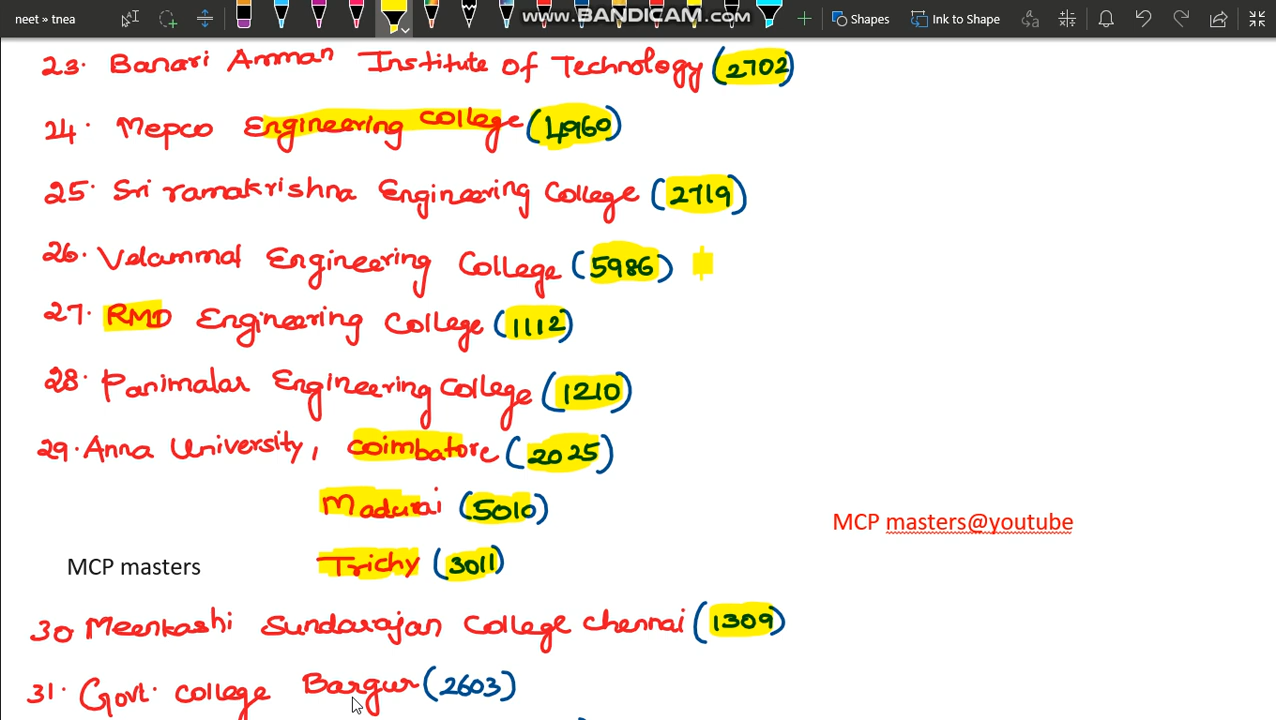 neet » tnea
WWW.BANDICAM.COM
Shapes
Ink to Shape
23. Banari Amman Institute of Technology (2702)
24. Mepco Engineering College (4960)
25. Sri ramakrishna Engineering College (2719)
26. Velammal Engineering College (5986)
27. RMD Engineering College (1112)
28. Panimalar Engineering College (1210)
29. Anna University, coimbatore (2025)
Madurai (5010)
MCP masters@youtube
Trichy (3011)
MCP masters
30 Meenkashi Sundarajan College Chennai (1309)
31. Govt. college Bargur (2603)